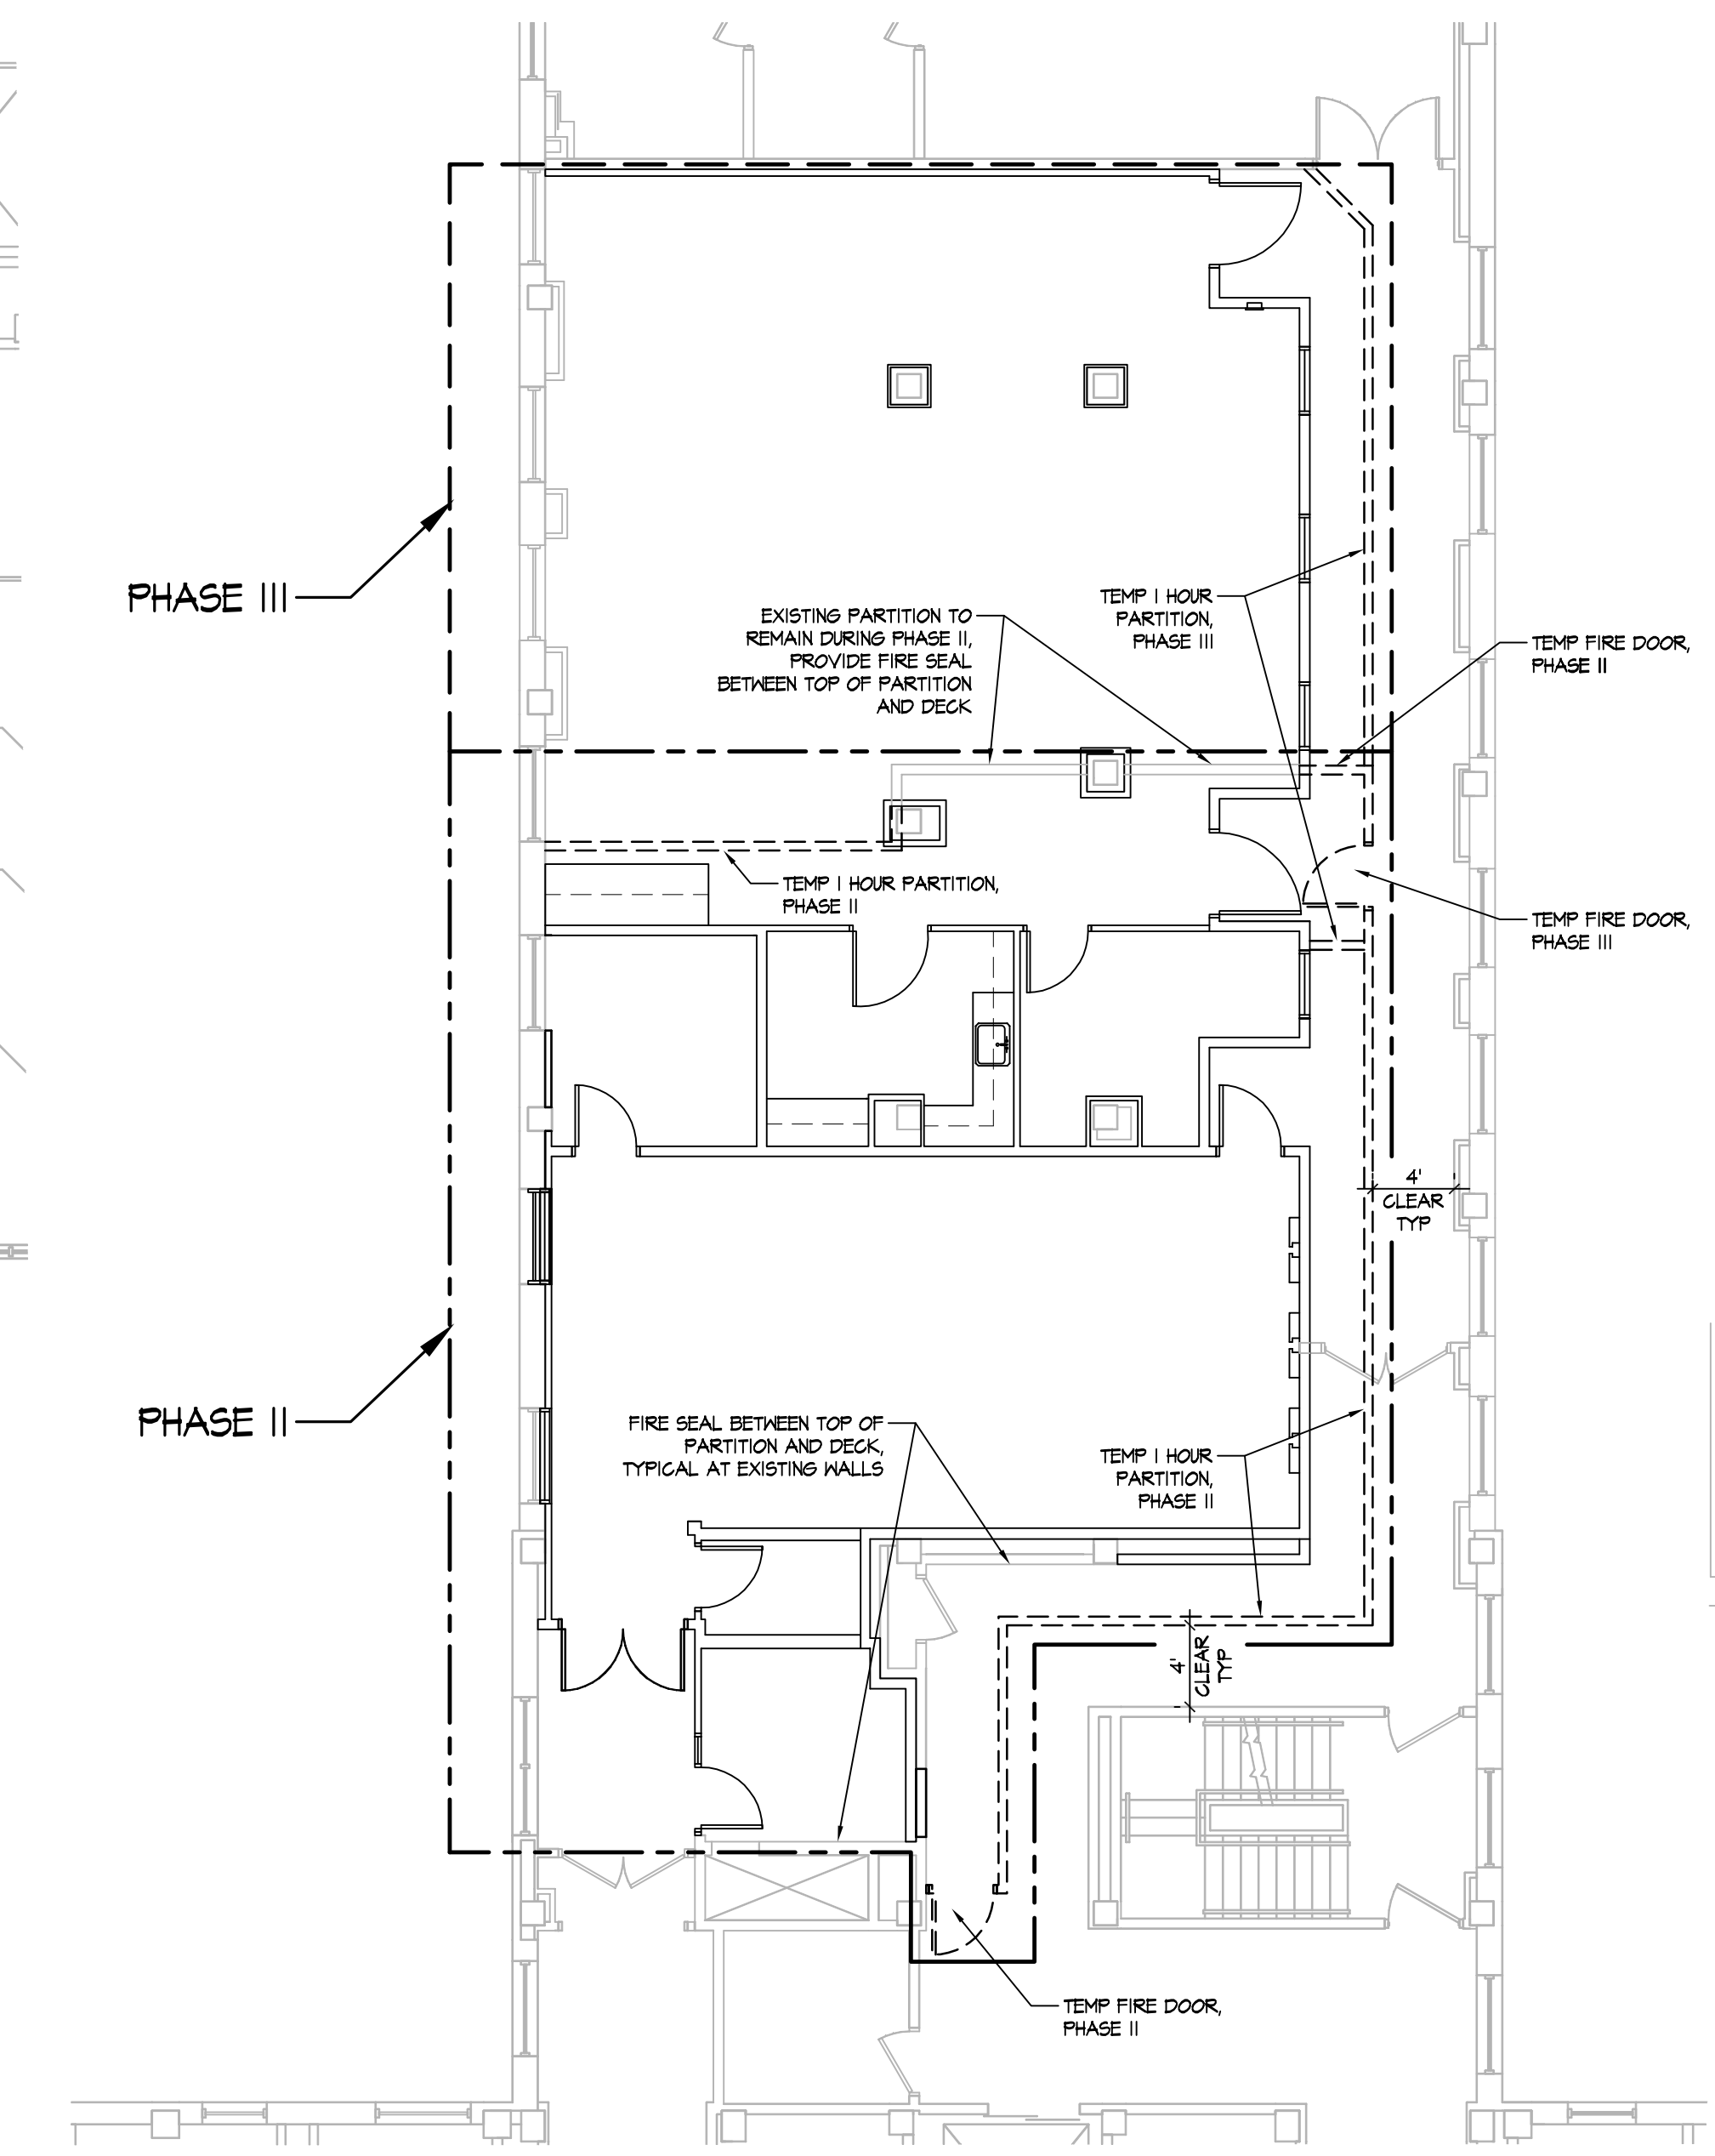 PHASE III
EXISTING PARTITION TO
REMAIN DURING PHASE II,
PROVIDE FIRE SEAL
BETWEEN TOP OF PARTITION
AND DECK
TEMP 1 HOUR
PARTITION,
PHASE III
TEMP FIRE DOOR,
PHASE II
TEMP 1 HOUR PARTITION,
PHASE II
TEMP FIRE DOOR,
PHASE III
4'
CLEAR
TYP
PHASE II
FIRE SEAL BETWEEN TOP OF
PARTITION AND DECK,
TYPICAL AT EXISTING WALLS
TEMP 1 HOUR
PARTITION,
PHASE II
4'
CLEAR
TYP
TEMP FIRE DOOR,
PHASE II